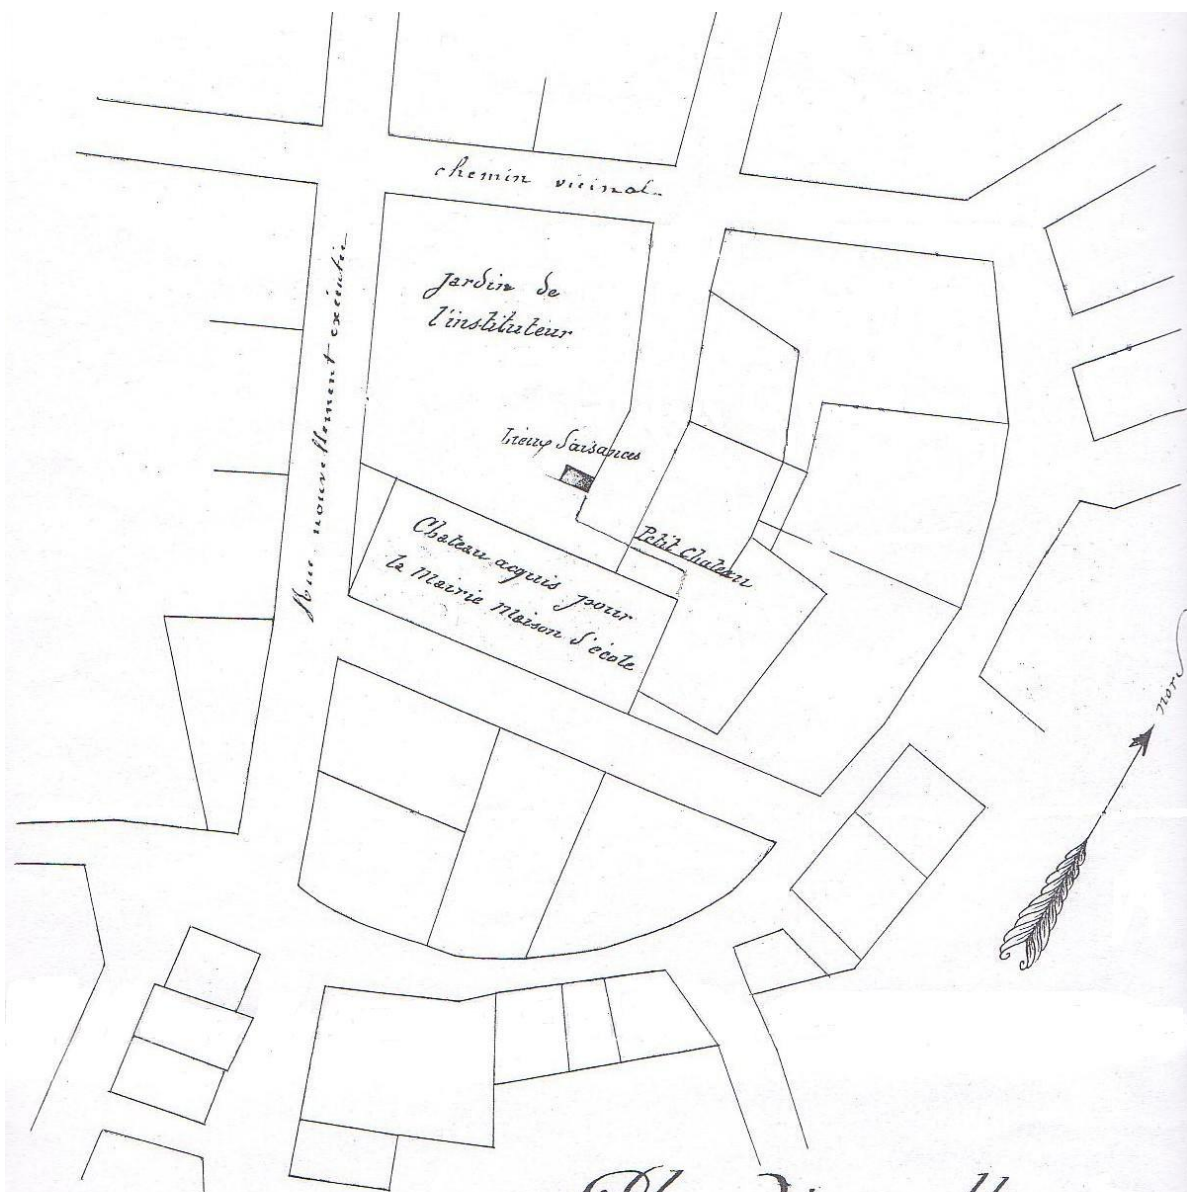 chemin vicinal
Jardin de
l'instituteur
Rue nouvellement exécutée
Lieux d'aisances
Petit Chateau
Chateau acquis pour
la Mairie Maison d'école
nord